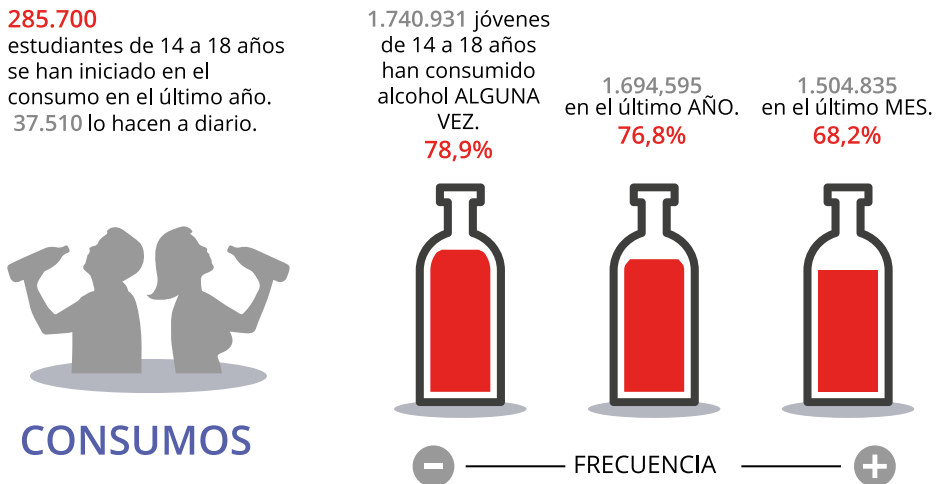 285.700
estudiantes de 14 a 18 años
se han iniciado en el
consumo en el último año.
37.510 lo hacen a diario.
1.740.931 jóvenes
de 14 a 18 años
han consumido
alcohol ALGUNA
VEZ.
78,9%
1.694,595
en el último AÑO.
76,8%
1.504.835
en el último MES.
68,2%
CONSUMOS
- FRECUENCIA +